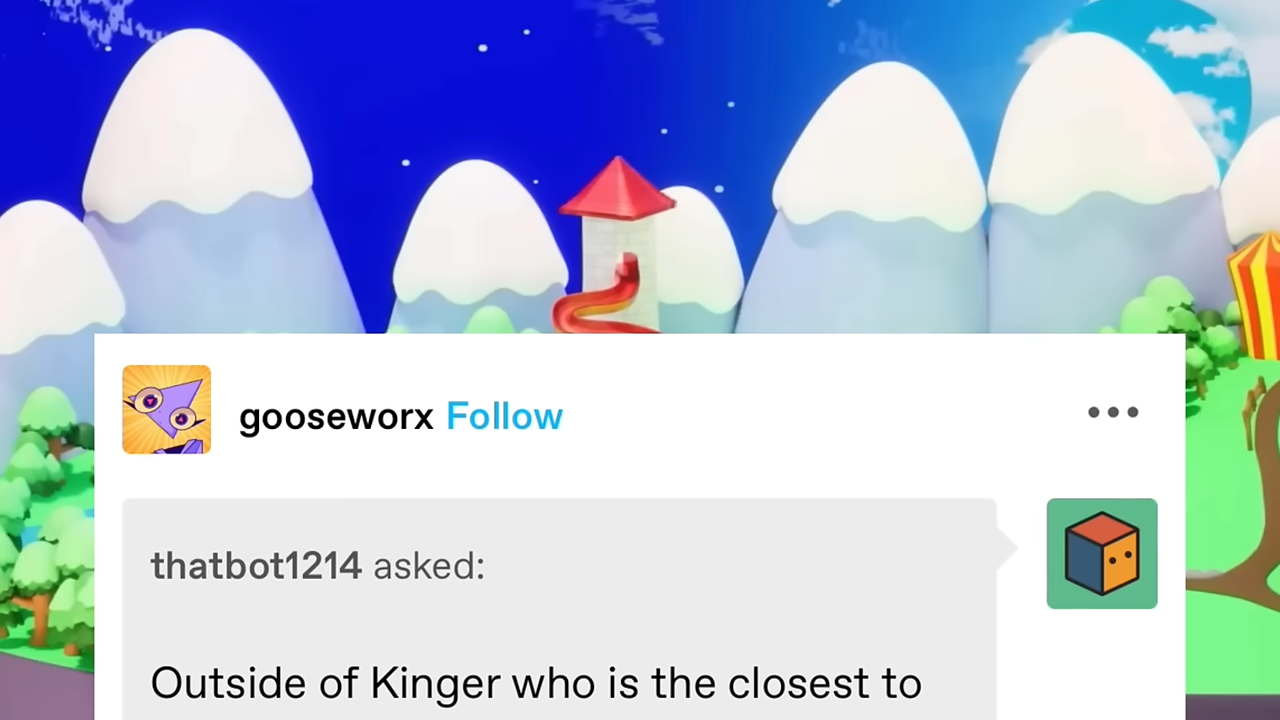 gooseworx Follow
thatbot1214 asked:
Outside of Kinger who is the closest to